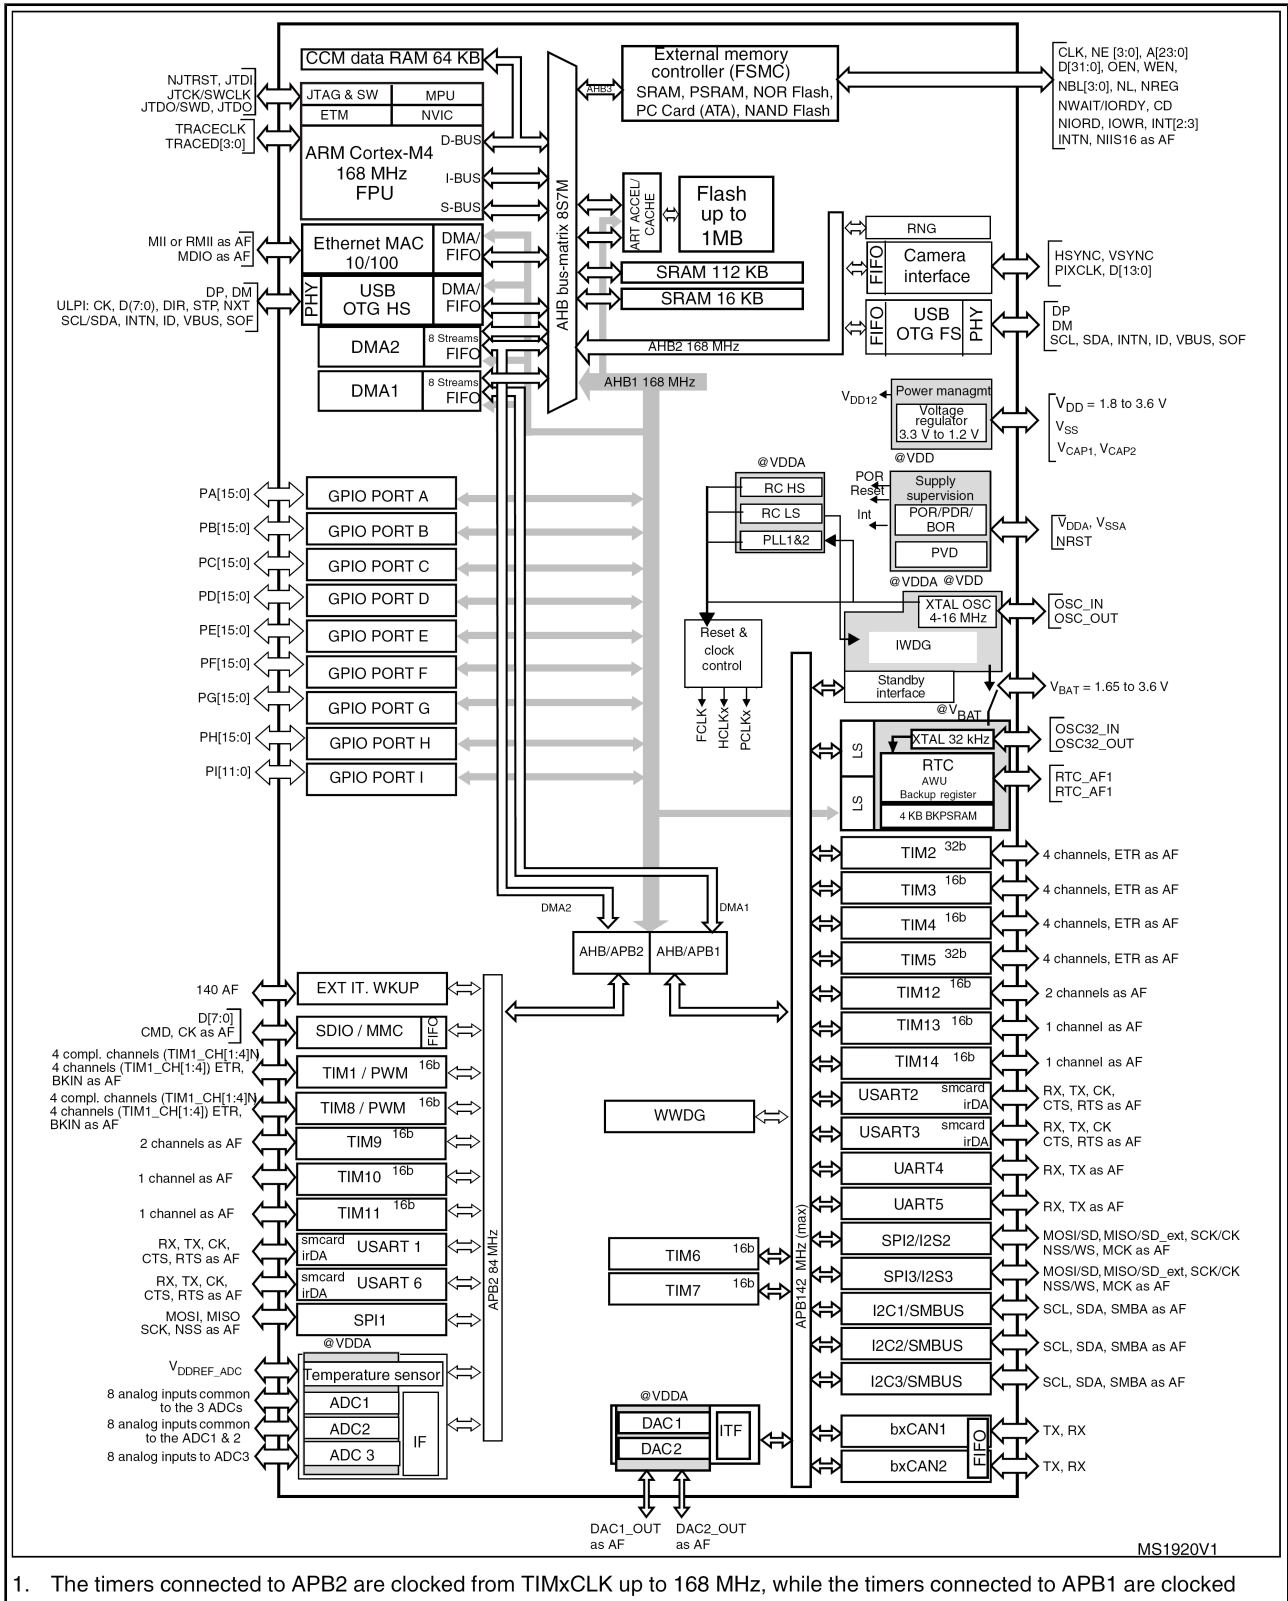 CCM data RAM 64 KB
External memory
controller (FSMC)
SRAM, PSRAM, NOR Flash,
PC Card (ATA), NAND Flash
AHB3
CLK, NE [3:0], A[23:0]
D[31:0], OEN, WEN,
NBL[3:0], NL, NREG
NWAIT/IORDY, CD
NIORD, IOWR, INT[2:3]
INTN, NIIS16 as AF
NJTRST, JTDI
JTCK/SWCLK
JTDO/SWD, JTDO
TRACECLK
TRACED[3:0]
JTAG & SW
MPU
ETM
NVIC
ARM Cortex-M4
168 MHz
FPU
D-BUS
I-BUS
S-BUS
AHB bus-matrix 8S7M
ART ACCEL/
CACHE
Flash
up to
1MB
SRAM 112 KB
SRAM 16 KB
MII or RMII as AF
MDIO as AF
Ethernet MAC
10/100
DMA/
FIFO
DP, DM
ULPI: CK, D(7:0), DIR, STP, NXT
SCL/SDA, INTN, ID, VBUS, SOF
PHY
USB
OTG HS
DMA/
FIFO
DMA2
8 Streams
FIFO
DMA1
8 Streams
FIFO
AHB2 168 MHz
AHB1 168 MHz
RNG
FIFO
Camera
interface
HSYNC, VSYNC
PIXCLK, D[13:0]
FIFO
USB
OTG FS
PHY
DP
DM
SCL, SDA, INTN, ID, VBUS, SOF
VDD12
Power managmt
Voltage
regulator
3.3 V to 1.2 V
@VDD
VDD = 1.8 to 3.6 V
VSS
VCAP1, VCAP2
POR
Reset
Int
Supply
supervision
POR/PDR/
BOR
PVD
VDDA, VSSA
NRST
@VDDA
RC HS
RC LS
PLL1&2
@VDDA @VDD
XTAL OSC
4-16 MHz
OSC_IN
OSC_OUT
IWDG
Standby
interface
VBAT = 1.65 to 3.6 V
@VBAT
Reset &
clock
control
FCLK
HCLKx
PCLKx
LS
LS
XTAL 32 kHz
RTC
AWU
Backup register
4 KB BKPSRAM
OSC32_IN
OSC32_OUT
RTC_AF1
RTC_AF1
PA[15:0]
GPIO PORT A
PB[15:0]
GPIO PORT B
PC[15:0]
GPIO PORT C
PD[15:0]
GPIO PORT D
PE[15:0]
GPIO PORT E
PF[15:0]
GPIO PORT F
PG[15:0]
GPIO PORT G
PH[15:0]
GPIO PORT H
PI[11:0]
GPIO PORT I
DMA2
DMA1
AHB/APB2
AHB/APB1
TIM2 32b
4 channels, ETR as AF
TIM3 16b
4 channels, ETR as AF
TIM4 16b
4 channels, ETR as AF
TIM5 32b
4 channels, ETR as AF
TIM12 16b
2 channels as AF
TIM13 16b
1 channel as AF
TIM14 16b
1 channel as AF
USART2 smcard
irDA
RX, TX, CK,
CTS, RTS as AF
USART3 smcard
irDA
RX, TX, CK
CTS, RTS as AF
UART4
RX, TX as AF
UART5
RX, TX as AF
SPI2/I2S2
MOSI/SD, MISO/SD_ext, SCK/CK
NSS/WS, MCK as AF
SPI3/I2S3
MOSI/SD, MISO/SD_ext, SCK/CK
NSS/WS, MCK as AF
I2C1/SMBUS
SCL, SDA, SMBA as AF
I2C2/SMBUS
SCL, SDA, SMBA as AF
I2C3/SMBUS
SCL, SDA, SMBA as AF
bxCAN1
TX, RX
bxCAN2
TX, RX
FIFO
140 AF
EXT IT. WKUP
D[7:0]
CMD, CK as AF
SDIO / MMC
FIFO
4 compl. channels (TIM1_CH[1:4]N
4 channels (TIM1_CH[1:4]) ETR,
BKIN as AF
TIM1 / PWM 16b
4 compl. channels (TIM1_CH[1:4]N
4 channels (TIM1_CH[1:4]) ETR,
BKIN as AF
TIM8 / PWM 16b
2 channels as AF
TIM9 16b
1 channel as AF
TIM10 16b
1 channel as AF
TIM11 16b
RX, TX, CK,
CTS, RTS as AF
smcard
irDA
USART 1
RX, TX, CK,
CTS, RTS as AF
smcard
irDA
USART 6
MOSI, MISO
SCK, NSS as AF
SPI1
@VDDA
VDDREF_ADC
Temperature sensor
8 analog inputs common
to the 3 ADCs
ADC1
8 analog inputs common
to the ADC1 & 2
ADC2
8 analog inputs to ADC3
ADC 3
IF
APB2 84 MHz
WWDG
TIM6 16b
TIM7 16b
APB142 MHz (max)
@VDDA
DAC1
DAC2
ITF
DAC1_OUT
as AF
DAC2_OUT
as AF
MS1920V1
1. The timers connected to APB2 are clocked from TIMxCLK up to 168 MHz, while the timers connected to APB1 are clocked